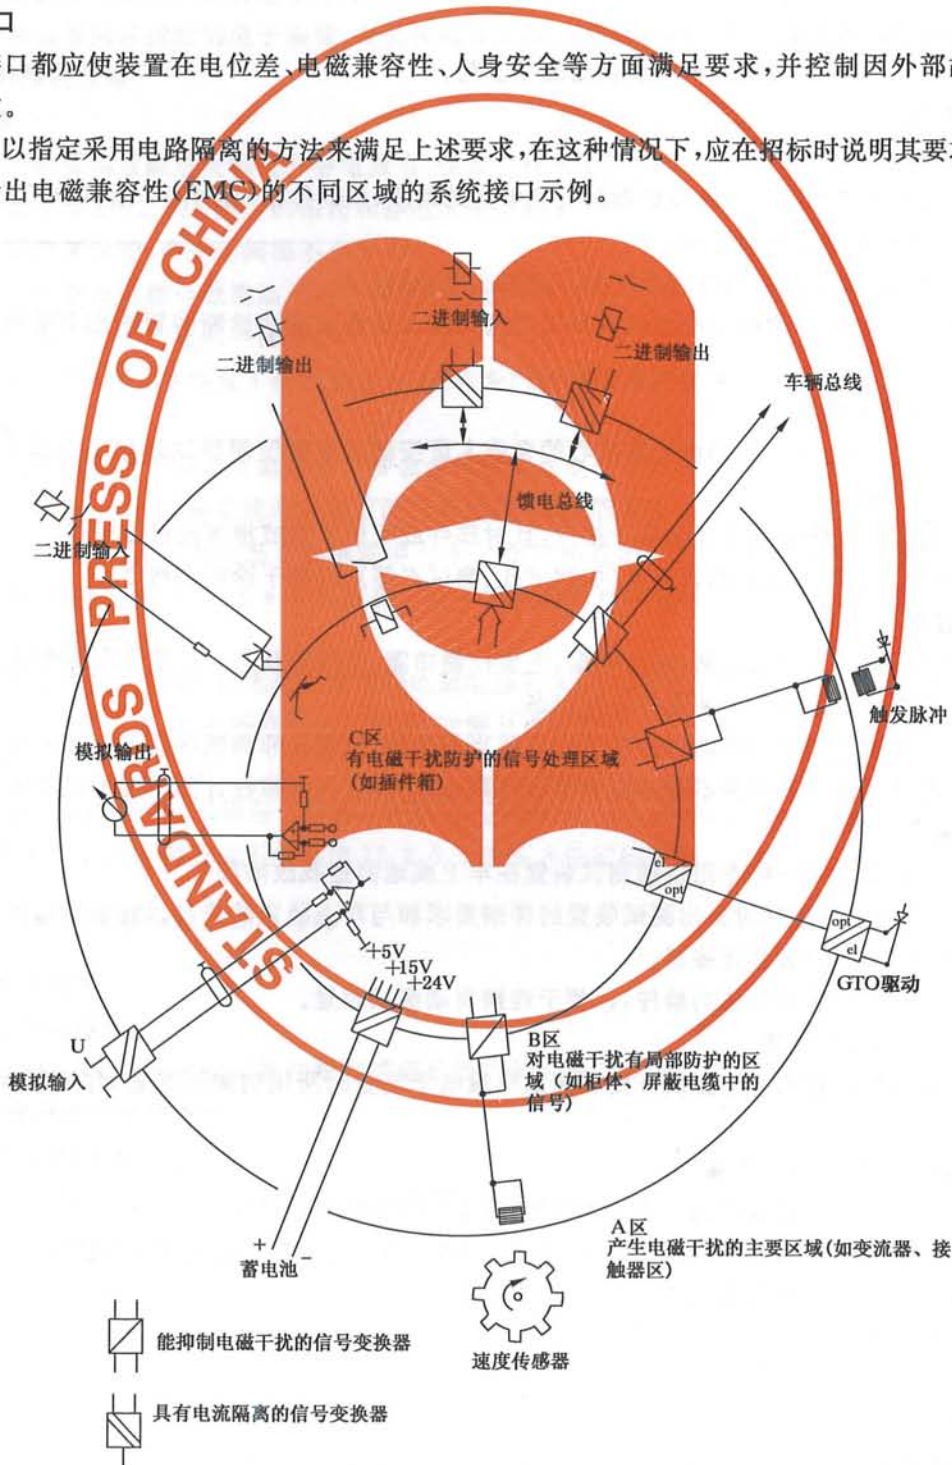 口
接口都应使装置在电位差、电磁兼容性、人身安全等方面满足要求,并控制因外部
。
以指定采用电路隔离的方法来满足上述要求,在这种情况下,应在招标时说明其要
出电磁兼容性(EMC)的不同区域的系统接口示例。
STANDARDS PRESS OF CHINA
二进制输入
二进制输出
二进制输出
车辆总线
馈电总线
二进制输入
触发脉冲
模拟输出
C区
有电磁干扰防护的信号处理区域
(如插件箱)
el
opt
opt
el
GTO驱动
+5V
+15V
+24V
U
模拟输入
B区
对电磁干扰有局部防护的区
域(如柜体、屏蔽电缆中的
信号)
A区
产生电磁干扰的主要区域(如变流器、接
触器区)
+
−
蓄电池
速度传感器
能抑制电磁干扰的信号变换器
具有电流隔离的信号变换器